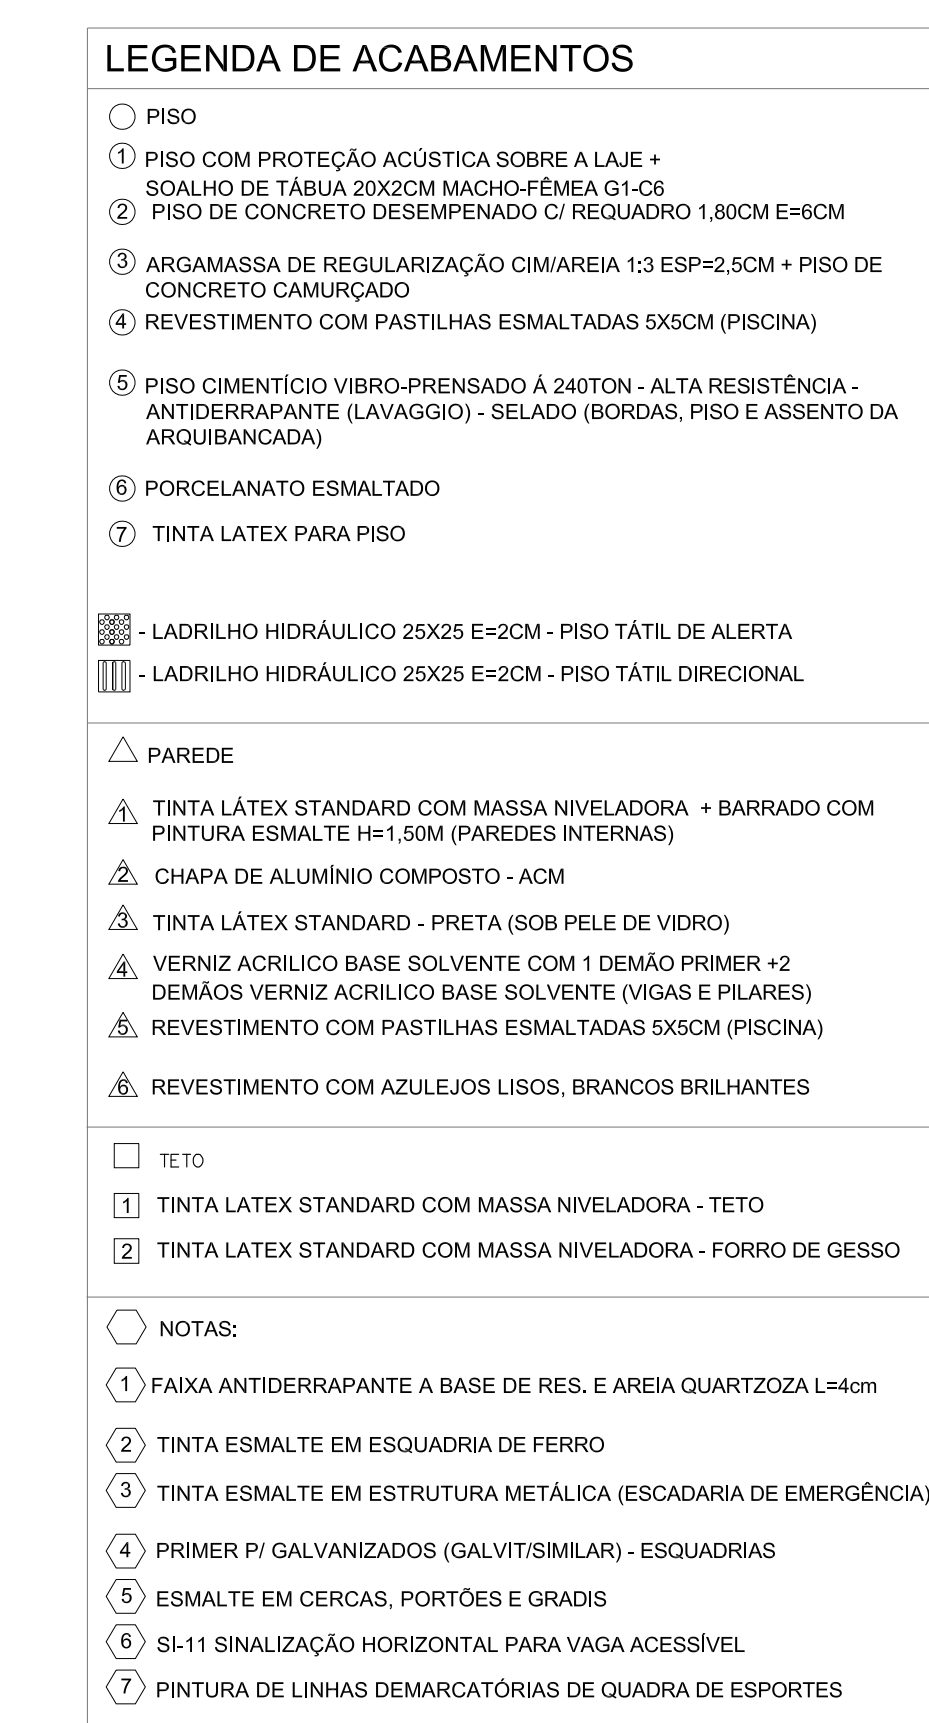 LEGENDA DE ACABAMENTOS
PISO
1 PISO COM PROTEÇÃO ACÚSTICA SOBRE A LAJE +
SOALHO DE TÁBUA 20X2CM MACHO-FÊMEA G1-C6
2 PISO DE CONCRETO DESEMPENADO C/ REQUADRO 1,80CM E=6CM
3 ARGAMASSA DE REGULARIZAÇÃO CIM/AREIA 1:3 ESP=2,5CM + PISO DE
CONCRETO CAMURÇADO
4 REVESTIMENTO COM PASTILHAS ESMALTADAS 5X5CM (PISCINA)
5 PISO CIMENTÍCIO VIBRO-PRENSADO Á 240TON - ALTA RESISTÊNCIA -
ANTIDERRAPANTE (LAVAGGIO) - SELADO (BORDAS, PISO E ASSENTO DA
ARQUIBANCADA)
6 PORCELANATO ESMALTADO
7 TINTA LATEX PARA PISO
- LADRILHO HIDRÁULICO 25X25 E=2CM - PISO TÁTIL DE ALERTA
- LADRILHO HIDRÁULICO 25X25 E=2CM - PISO TÁTIL DIRECIONAL
PAREDE
1 TINTA LÁTEX STANDARD COM MASSA NIVELADORA + BARRADO COM
PINTURA ESMALTE H=1,50M (PAREDES INTERNAS)
2 CHAPA DE ALUMÍNIO COMPOSTO - ACM
3 TINTA LÁTEX STANDARD - PRETA (SOB PELE DE VIDRO)
4 VERNIZ ACRILICO BASE SOLVENTE COM 1 DEMÃO PRIMER +2
DEMÃOS VERNIZ ACRILICO BASE SOLVENTE (VIGAS E PILARES)
5 REVESTIMENTO COM PASTILHAS ESMALTADAS 5X5CM (PISCINA)
6 REVESTIMENTO COM AZULEJOS LISOS, BRANCOS BRILHANTES
TETO
1 TINTA LATEX STANDARD COM MASSA NIVELADORA - TETO
2 TINTA LATEX STANDARD COM MASSA NIVELADORA - FORRO DE GESSO
NOTAS:
1 FAIXA ANTIDERRAPANTE A BASE DE RES. E AREIA QUARTZOZA L=4cm
2 TINTA ESMALTE EM ESQUADRIA DE FERRO
3 TINTA ESMALTE EM ESTRUTURA METÁLICA (ESCADARIA DE EMERGÊNCIA)
4 PRIMER P/ GALVANIZADOS (GALVIT/SIMILAR) - ESQUADRIAS
5 ESMALTE EM CERCAS, PORTÕES E GRADIS
6 SI-11 SINALIZAÇÃO HORIZONTAL PARA VAGA ACESSÍVEL
7 PINTURA DE LINHAS DEMARCATÓRIAS DE QUADRA DE ESPORTES